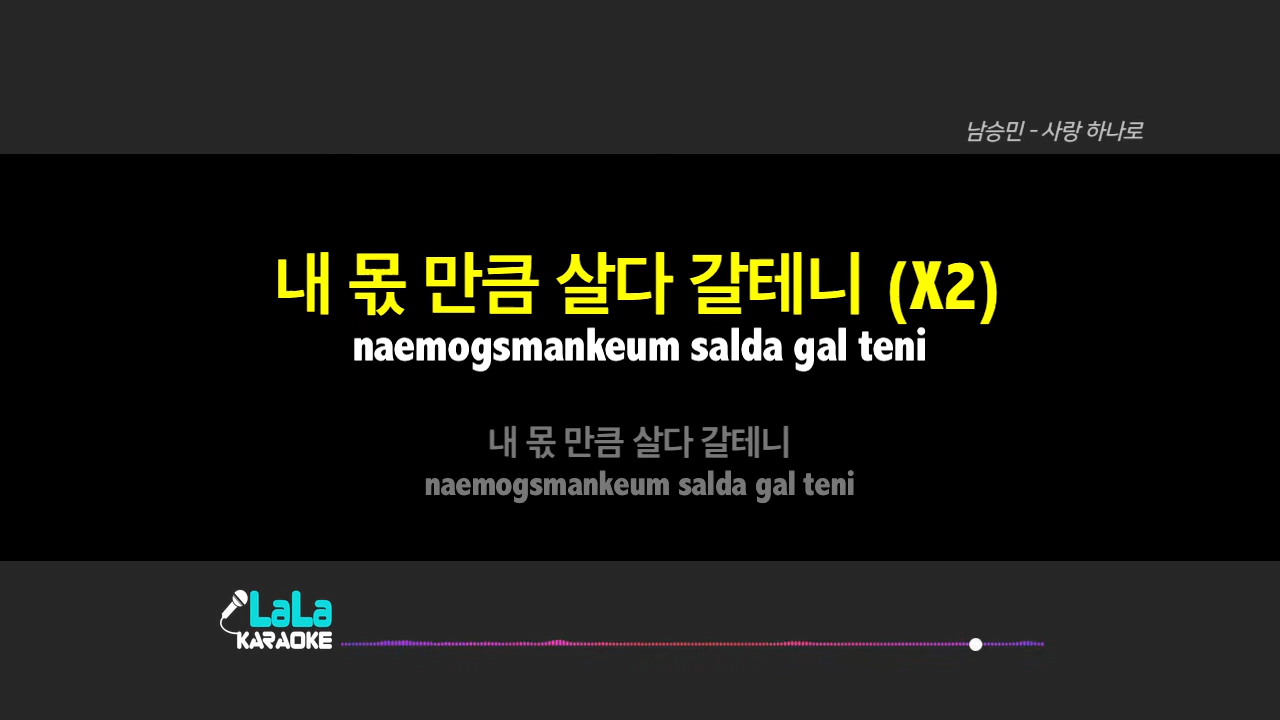 남승민 - 사랑 하나로
내 몫 만큼 살다 갈테니 (X2)
naemogsmankeum salda gal teni
내 몫 만큼 살다 갈테니
naemogsmankeum salda gal teni
LaLa
KARAOKE